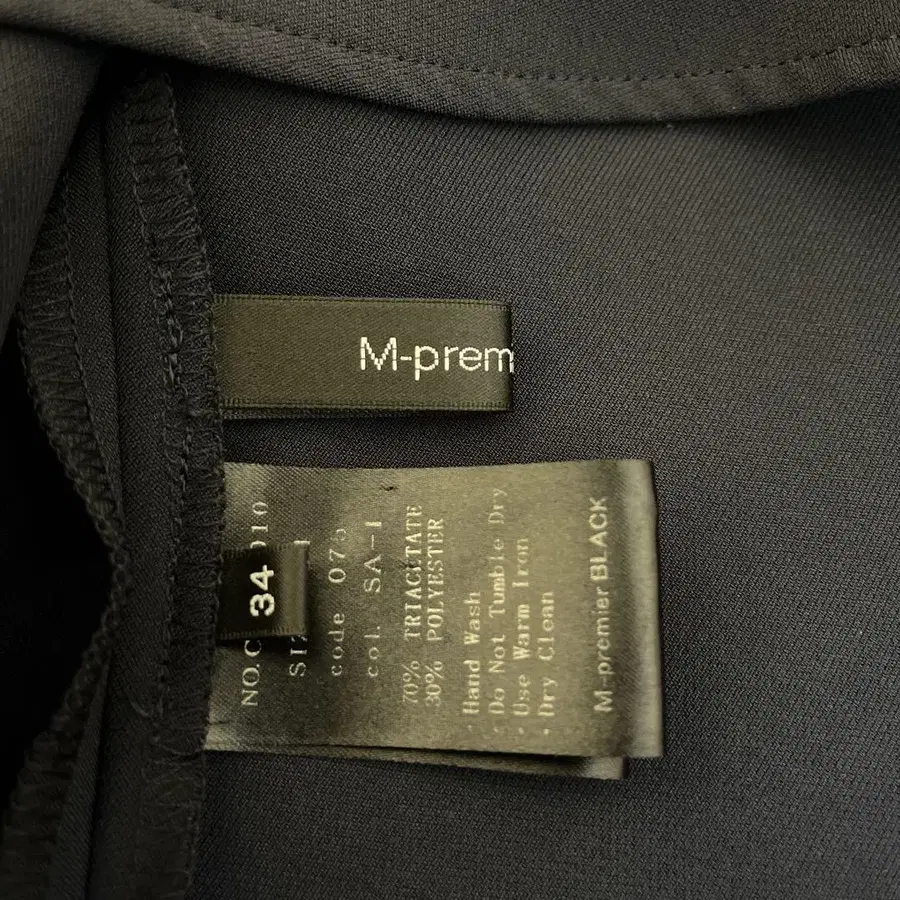 M-prem
34
NO.C
code 075
col. SA-1
70% TRIACETATE
30% POLYESTER
· Hand Wash
· Do Not Tumble Dry
· Use Warm Iron
· Dry Clean
M-premier BLACK